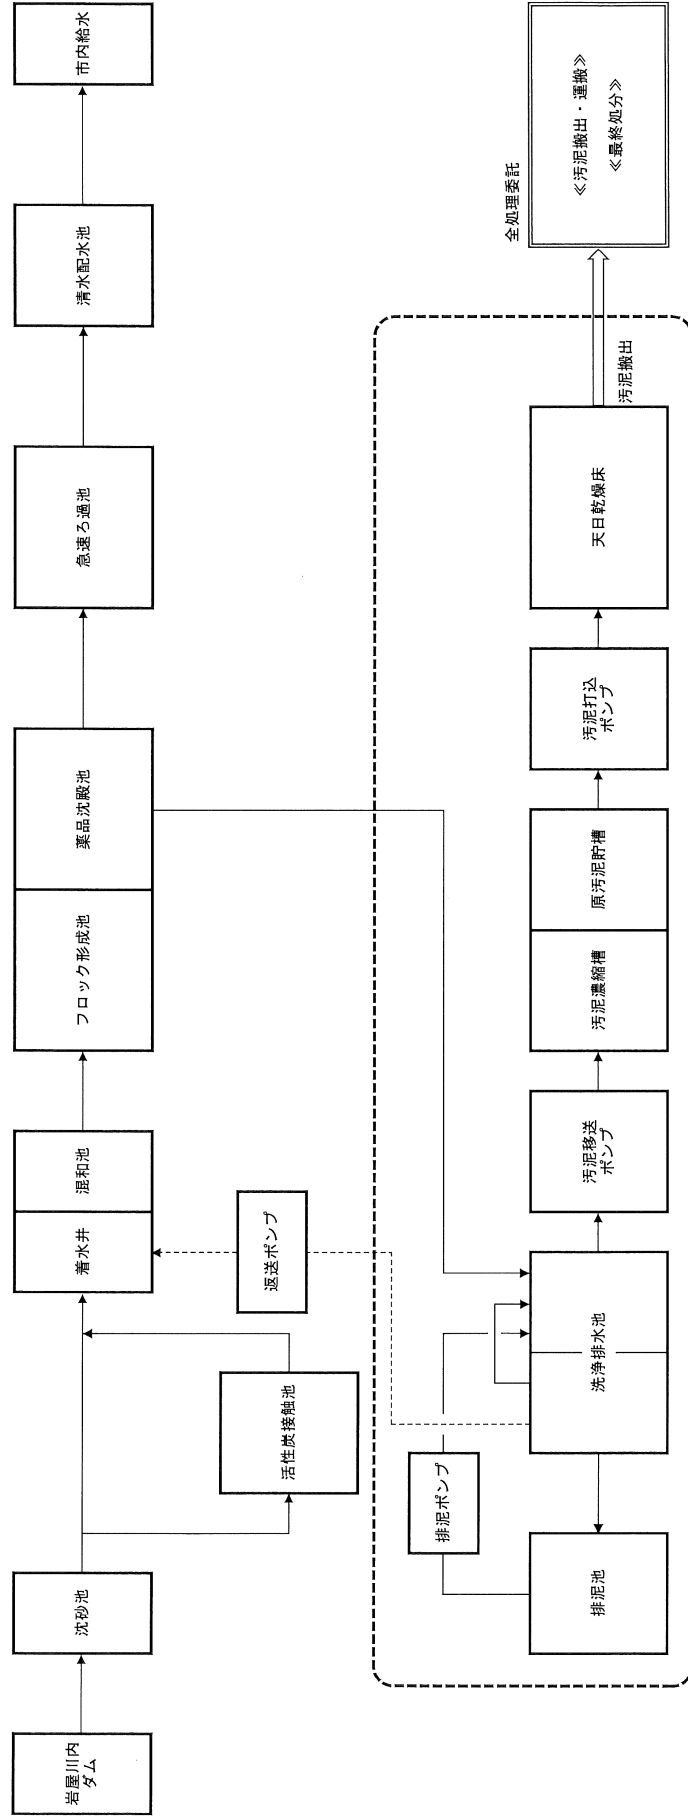 岩屋川内
ダム
沈砂池
活性炭接触池
着水井
混和池
フロック形成池
薬品沈殿池
急速ろ過池
清水配水池
市内給水
返送ポンプ
排泥ポンプ
排泥池
洗浄排水池
汚泥移送
ポンプ
汚泥濃縮槽
原汚泥貯槽
汚泥打込
ポンプ
天日乾燥床
汚泥搬出
全処理委託
≪汚泥搬出・運搬≫
≪最終処分≫